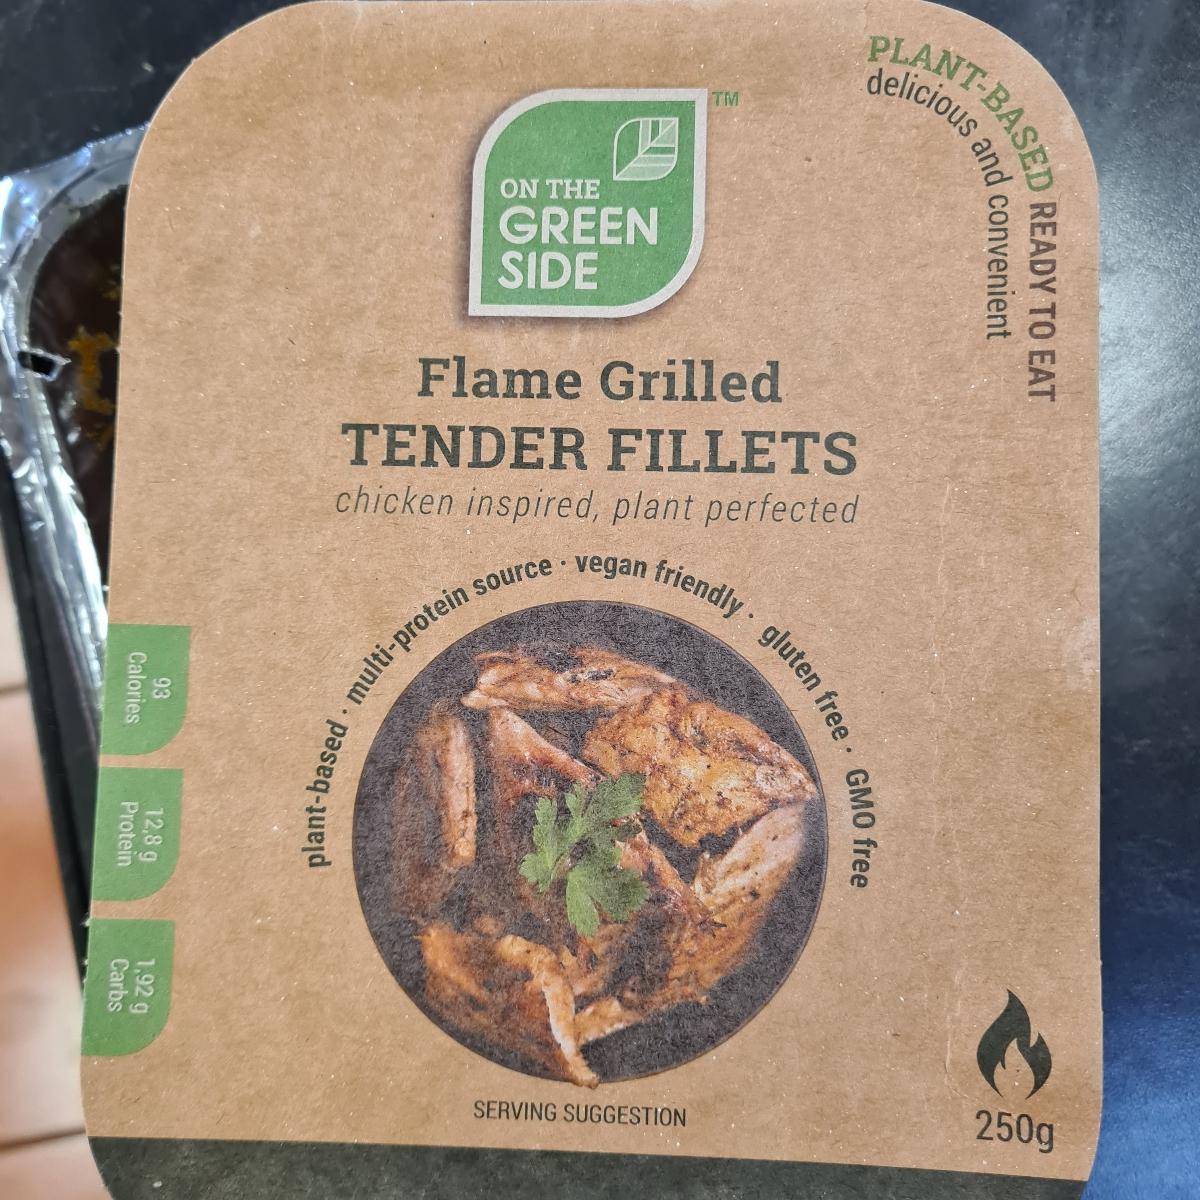 PLANT-BASED READY TO EAT
delicious and convenient
TM
ON THE
GREEN
SIDE
Flame Grilled
TENDER FILLETS
chicken inspired, plant perfected
plant-based · multi-protein source · vegan friendly · gluten free · GMO free
93
Calories
12,8 g
Protein
1,92 g
Carbs
SERVING SUGGESTION
250g